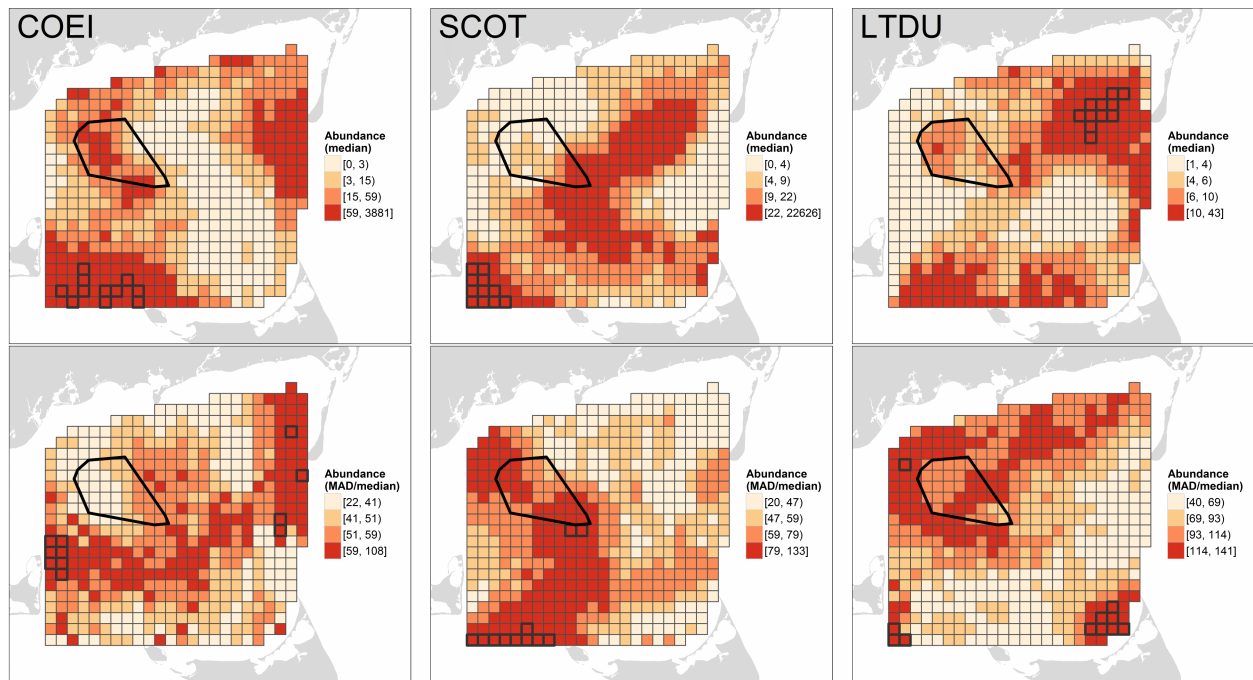 COEI
Abundance
(median)
[0, 3)
[3, 15)
[15, 59)
[59, 3881]
SCOT
Abundance
(median)
[0, 4)
[4, 9)
[9, 22)
[22, 22626]
LTDU
Abundance
(median)
[1, 4)
[4, 6)
[6, 10)
[10, 43]
Abundance
(MAD/median)
[22, 41)
[41, 51)
[51, 59)
[59, 108]
Abundance
(MAD/median)
[20, 47)
[47, 59)
[59, 79)
[79, 133]
Abundance
(MAD/median)
[40, 69)
[69, 93)
[93, 114)
[114, 141]